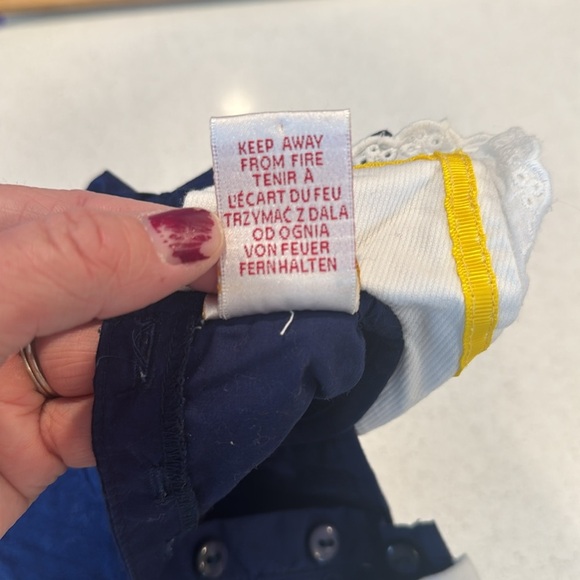 KEEP AWAY
FROM FIRE
TENIR À
L'ÉCART DU FEU
TRZYMAĆ Z DALA
OD OGNIA
VON FEUER
FERNHALTEN